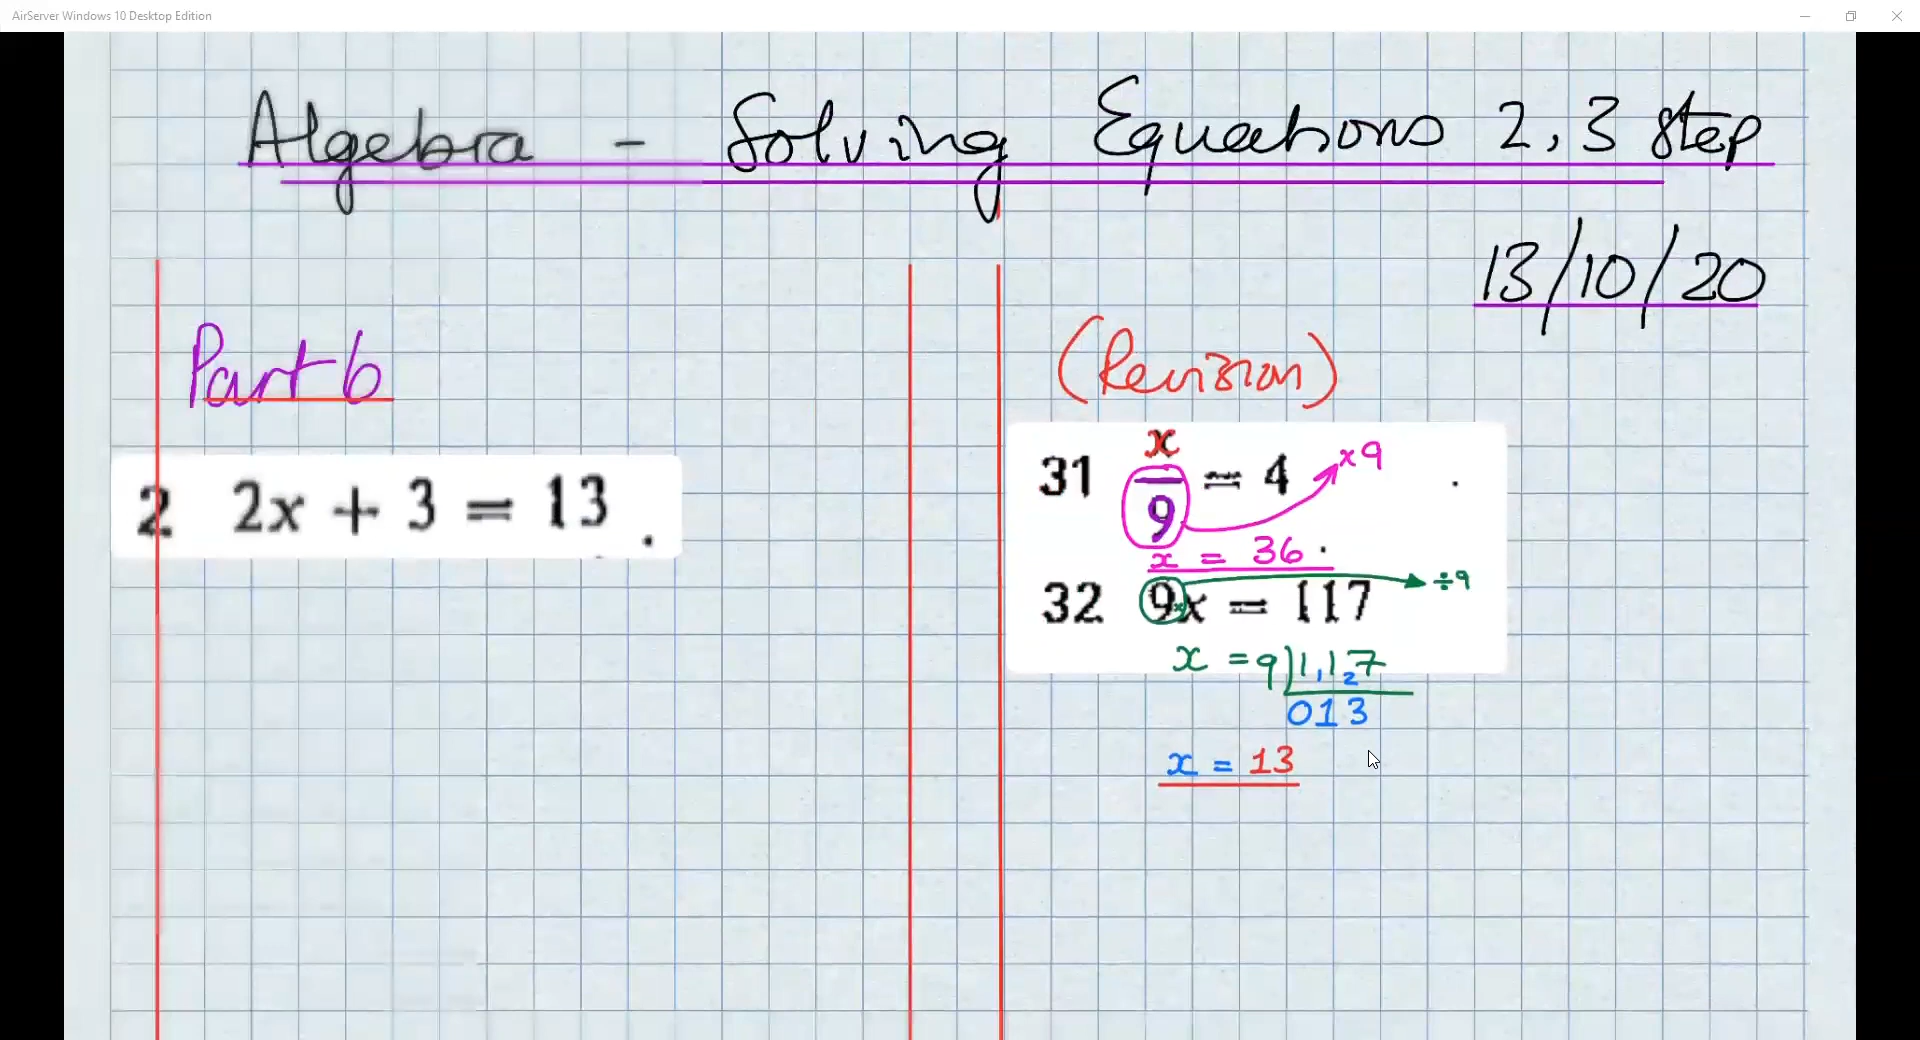 AirServer Windows 10 Desktop Edition
Algebra - Solving Equations 2, 3 step
13/10/20
Part 6
2 2x + 3 = 13 .
(Revision)
31 x/9 = 4 x9
x = 36 .
32 9x = 117 ÷9
x = 9)1,1,27
013
x = 13